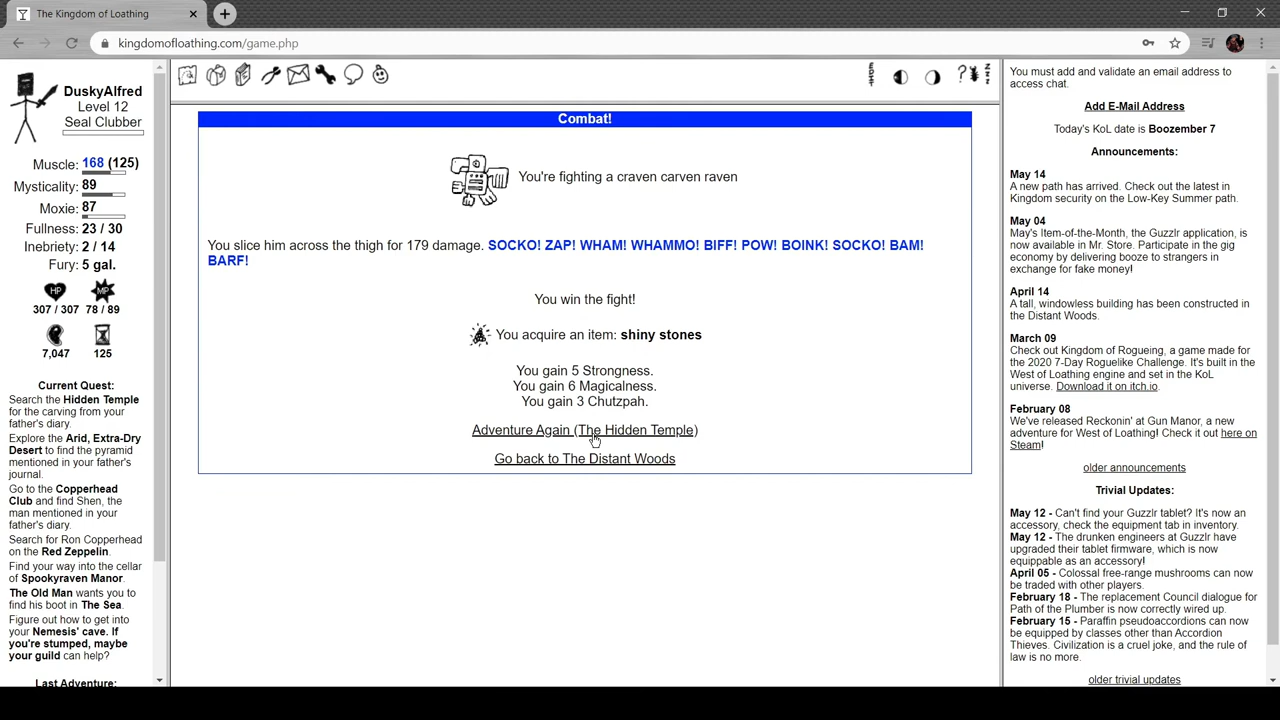 The Kingdom of Loathing
kingdomofloathing.com/game.php
DuskyAlfred
Level 12
Seal Clubber
Muscle: 168 (125)
Mysticality: 89
Moxie: 87
Fullness: 23 / 30
Inebriety: 2 / 14
Fury: 5 gal.
HP MP
307 / 307 78 / 89
7,047 125
Current Quest:
Search the Hidden Temple
for the carving from your
father's diary.
Explore the Arid, Extra-Dry
Desert to find the pyramid
mentioned in your father's
journal.
Go to the Copperhead
Club and find Shen, the
man mentioned in your
father's diary.
Search for Ron Copperhead
on the Red Zeppelin.
Find your way into the cellar
of Spookyraven Manor.
The Old Man wants you to
find his boot in The Sea.
Figure out how to get into
your Nemesis' cave. If
you're stumped, maybe
your guild can help?
Last Adventure:
Combat!
You're fighting a craven carven raven
You slice him across the thigh for 179 damage. SOCKO! ZAP! WHAM! WHAMMO! BIFF! POW! BOINK! SOCKO! BAM!
BARF!
You win the fight!
You acquire an item: shiny stones
You gain 5 Strongness.
You gain 6 Magicalness.
You gain 3 Chutzpah.
Adventure Again (The Hidden Temple)
Go back to The Distant Woods
You must add and validate an email address to
access chat.
Add E-Mail Address
Today's KoL date is Boozember 7
Announcements:
May 14
A new path has arrived. Check out the latest in
Kingdom security on the Low-Key Summer path.
May 04
May's Item-of-the-Month, the Guzzlr application, is
now available in Mr. Store. Participate in the gig
economy by delivering booze to strangers in
exchange for fake money!
April 14
A tall, windowless building has been constructed in
the Distant Woods.
March 09
Check out Kingdom of Rogueing, a game made for
the 2020 7-Day Roguelike Challenge. It's built in the
West of Loathing engine and set in the KoL
universe. Download it on itch.io.
February 08
We've released Reckonin' at Gun Manor, a new
adventure for West of Loathing! Check it out here on
Steam!
older announcements
Trivial Updates:
May 12 - Can't find your Guzzlr tablet? It's now an
accessory, check the equipment tab in inventory.
May 12 - The drunken engineers at Guzzlr have
upgraded their tablet firmware, which is now
equippable as an accessory!
April 05 - Colossal free-range mushrooms can now
be traded with other players.
February 18 - The replacement Council dialogue for
Path of the Plumber is now correctly wired up.
February 15 - Paraffin pseudoaccordions can now
be equipped by classes other than Accordion
Thieves. Civilization is a cruel joke, and the rule of
law is no more.
older trivial updates